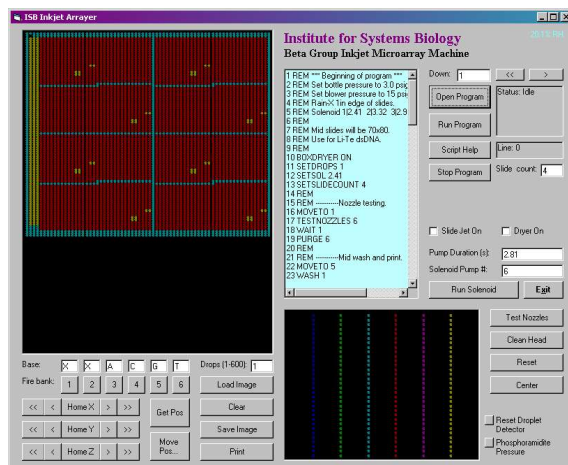 ISB Inkjet Arrayer
Institute for Systems Biology
Beta Group Inkjet Microarray Machine
1 REM *** Beginning of program ***
2 REM Set bottle pressure to 3.0 psig
3 REM Set blower pressure to 15 psi
4 REM Rain-X 1in edge of slides.
5 REM Solenoid 1|2.41 2|3.32 3|2.9
6 REM
7 REM Mid slides will be 70x80.
8 REM Use for Li-Te dsDNA.
9 REM
10 BOXDRYER ON
11 SETDROPS 1
12 SETSOL 2.41
13 SETSLIDECOUNT 4
14 REM
15 REM ----------Nozzle testing.
16 MOVETO 1
17 TESTNOZZLES 6
18 WAIT 1
19 PURGE 6
20 REM
21 REM ----------Mid wash and print.
22 MOVETO 5
23 WASH 1
Down: 1 << >
Open Program
Status: Idle
Run Program
Script Help
Line: 0
Stop Program
Slide count: 4
Slide Jet On
Dryer On
Pump Duration (s): 2.81
Solenoid Pump #: 6
Run Solenoid
Exit
Base: X X A C G T
Drops (1-600): 1
Fire bank: 1 2 3 4 5 6
Load Image
<< < Home X > >>
Get Pos
Clear
<< < Home Y > >>
Save Image
<< < Home Z > >>
Move Pos...
Print
Test Nozzles
Clean Head
Reset
Center
Reset Droplet
Detector
Phosphoramidite
Pressure